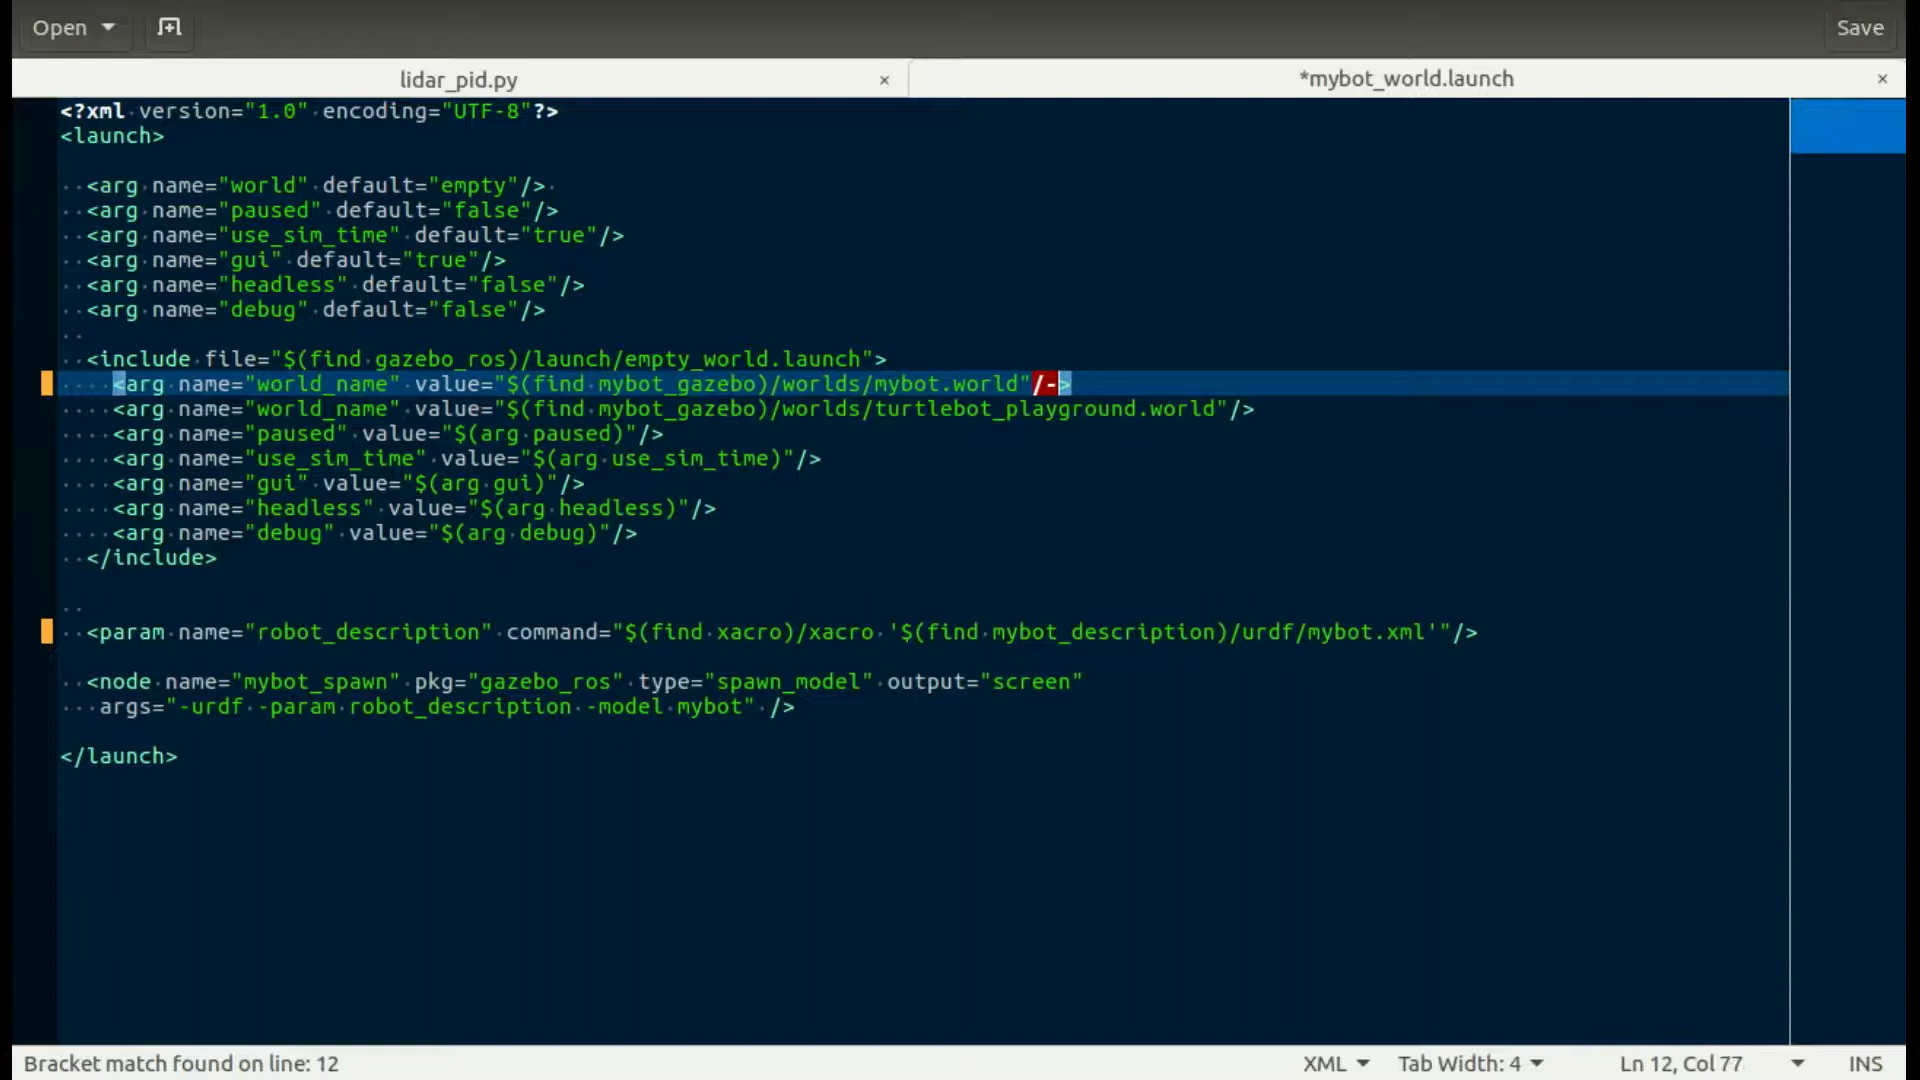 Open Save
lidar_pid.py × *mybot_world.launch ×
<?xml version="1.0" encoding="UTF-8"?>
<launch>
<arg name="world" default="empty"/>
<arg name="paused" default="false"/>
<arg name="use_sim_time" default="true"/>
<arg name="gui" default="true"/>
<arg name="headless" default="false"/>
<arg name="debug" default="false"/>
<include file="$(find gazebo_ros)/launch/empty_world.launch">
<arg name="world_name" value="$(find mybot_gazebo)/worlds/mybot.world"/->
<arg name="world_name" value="$(find mybot_gazebo)/worlds/turtlebot_playground.world"/>
<arg name="paused" value="$(arg paused)"/>
<arg name="use_sim_time" value="$(arg use_sim_time)"/>
<arg name="gui" value="$(arg gui)"/>
<arg name="headless" value="$(arg headless)"/>
<arg name="debug" value="$(arg debug)"/>
</include>
<param name="robot_description" command="$(find xacro)/xacro '$(find mybot_description)/urdf/mybot.xml'"/>
<node name="mybot_spawn" pkg="gazebo_ros" type="spawn_model" output="screen"
args="-urdf -param robot_description -model mybot" />
</launch>
Bracket match found on line: 12 XML Tab Width: 4 Ln 12, Col 77 INS